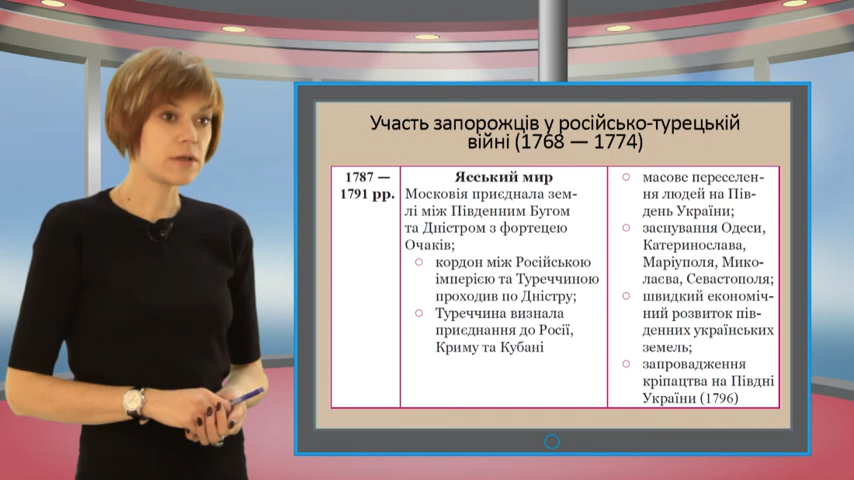 Участь запорожців у російсько-турецькій
війні (1768 — 1774)
1787 —
1791 рр.
Ясський мир
Московія приєднала зем-
лі між Південним Бугом
та Дністром з фортецею
Очаків;
кордон між Російською
імперією та Туреччиною
проходив по Дністру;
Туреччина визнала
приєднання до Росії,
Криму та Кубані
масове переселен-
ня людей на Пів-
день України;
заснування Одеси,
Катеринослава,
Маріуполя, Мико-
лаєва, Севастополя;
швидкий економіч-
ний розвиток пів-
денних українських
земель;
запровадження
кріпацтва на Півдні
України (1796)